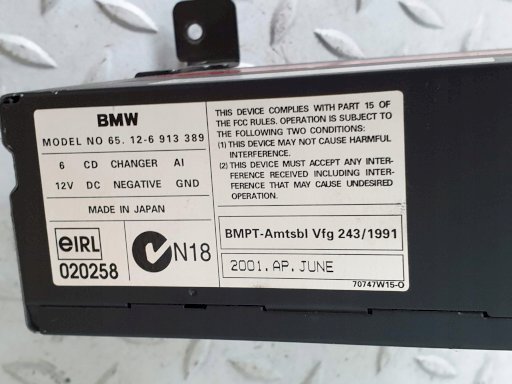 BMW
MODEL NO 65. 12-6 913 389
6 CD CHANGER AI
12V DC NEGATIVE GND
MADE IN JAPAN
eIRL
020258
N18
THIS DEVICE COMPLIES WITH PART 15 OF
THE FCC RULES. OPERATION IS SUBJECT TO
THE FOLLOWING TWO CONDITIONS:
(1) THIS DEVICE MAY NOT CAUSE HARMFUL
INTERFERENCE.
(2) THIS DEVICE MUST ACCEPT ANY INTER-
FERENCE RECEIVED INCLUDING INTER-
FERENCE THAT MAY CAUSE UNDESIRED
OPERATION.
BMPT-Amtsbl Vfg 243/1991
2001.AP.JUNE
70747W15-O